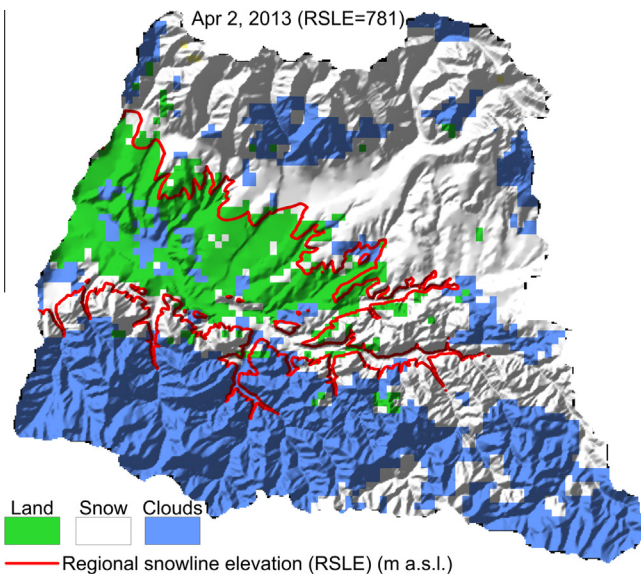 Apr 2, 2013 (RSLE=781)
Land Snow Clouds
Regional snowline elevation (RSLE) (m a.s.l.)